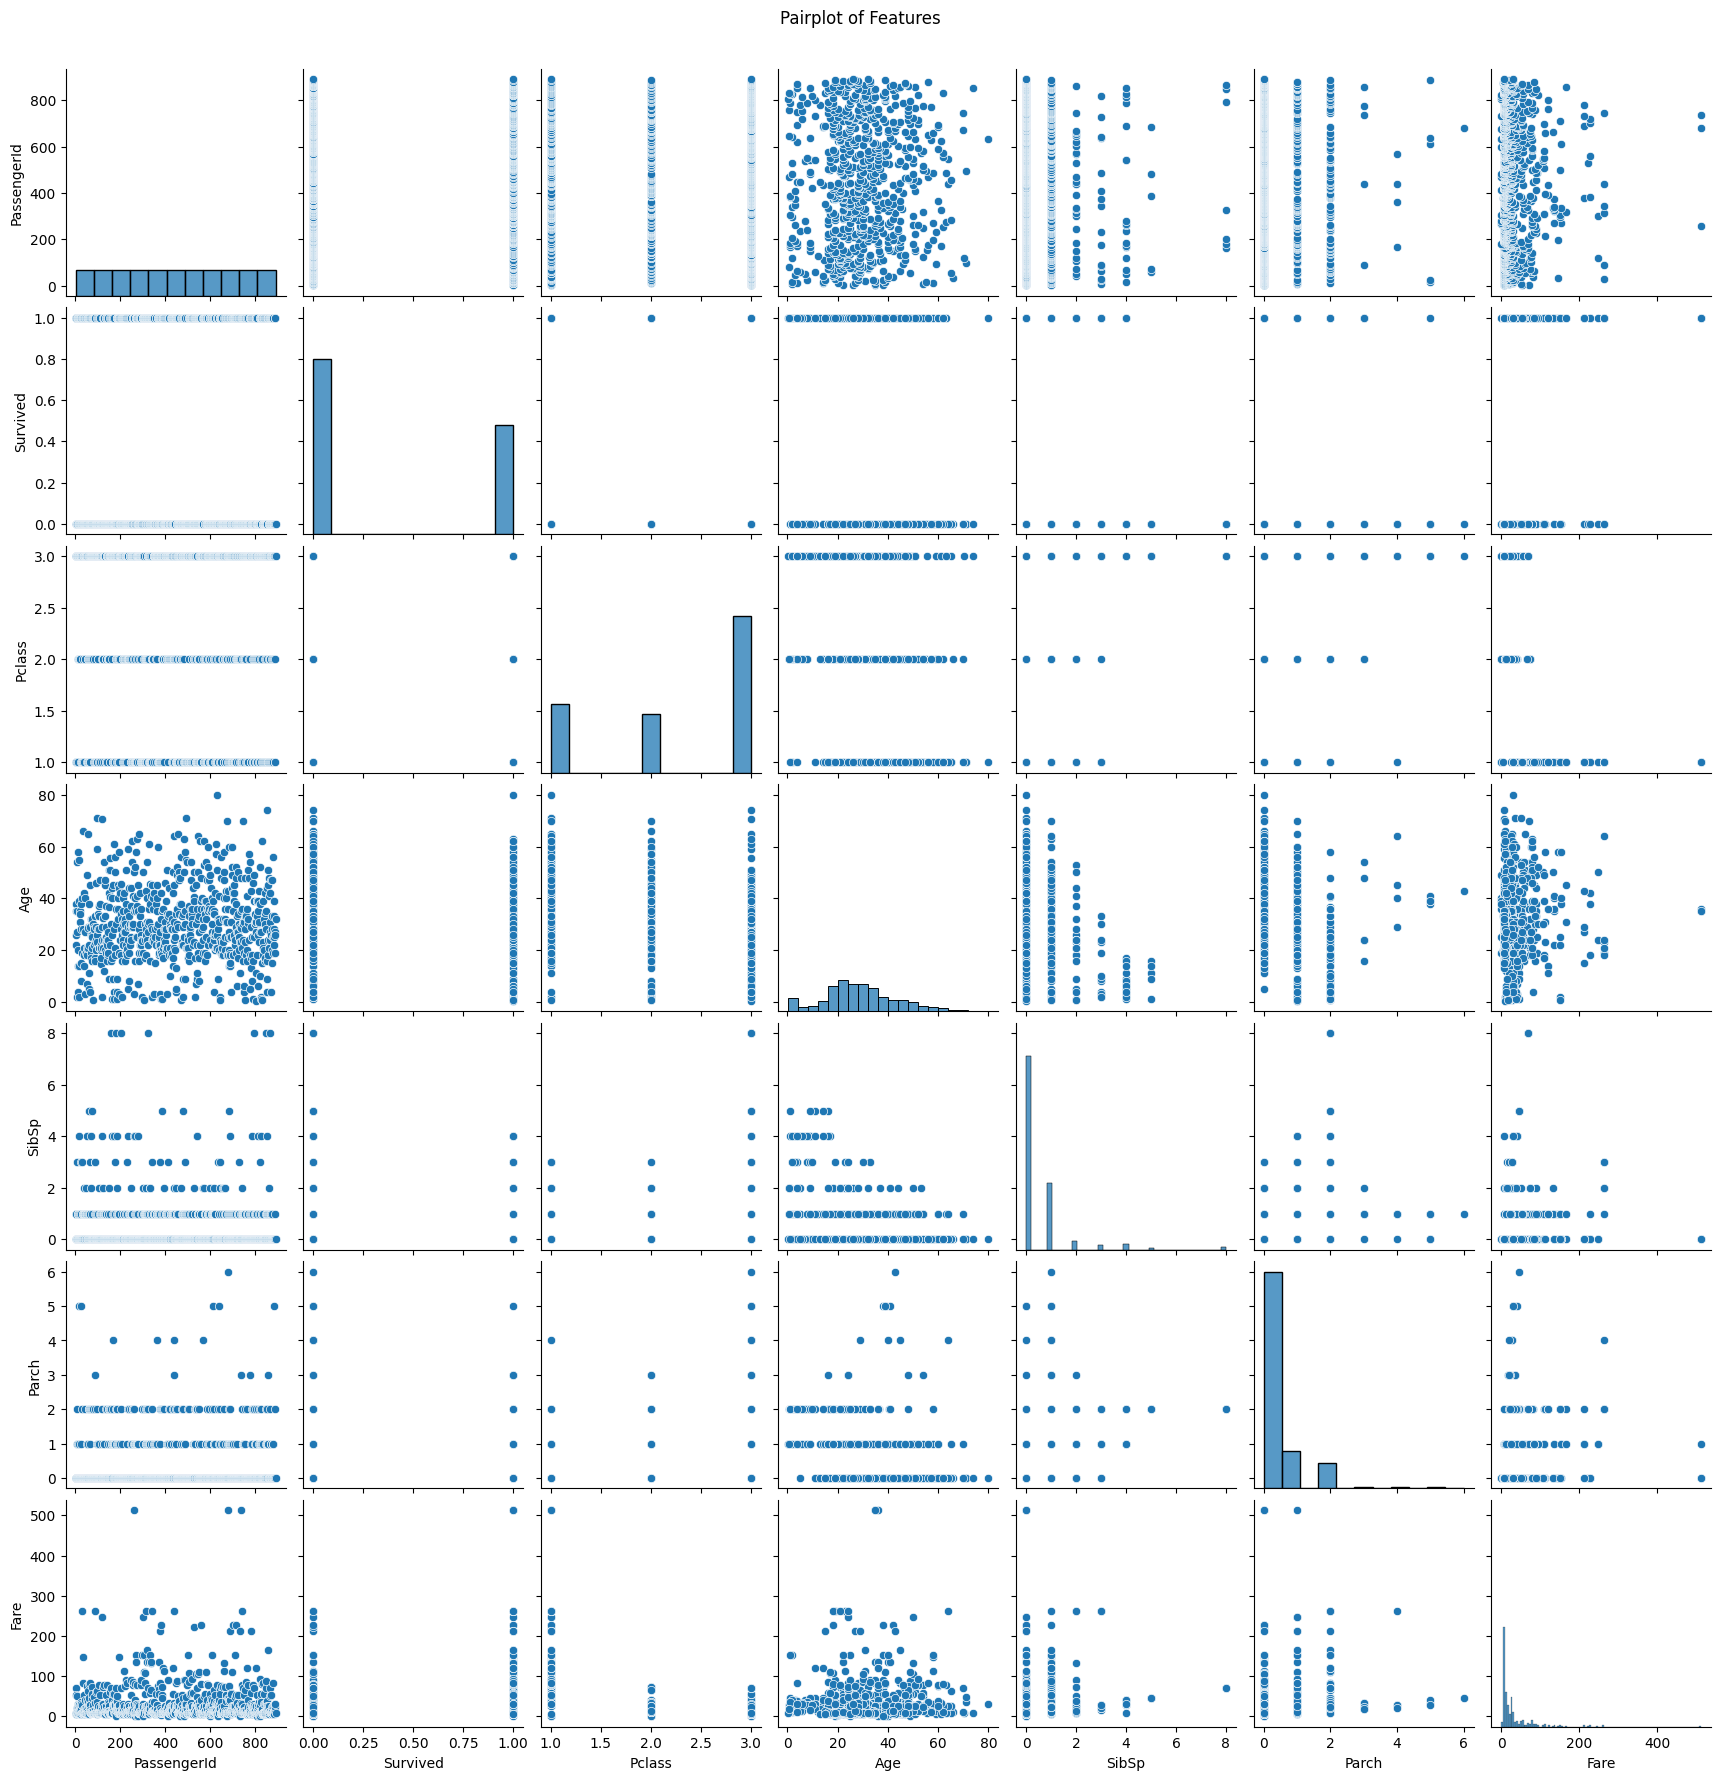 Pairplot of Features
PassengerId
800
600
400
200
0
Survived
1.0
0.8
0.6
0.4
0.2
0.0
Pclass
3.0
2.5
2.0
1.5
1.0
Age
80
60
40
20
0
SibSp
8
6
4
2
0
Parch
6
5
4
3
2
1
0
Fare
500
400
300
200
100
0
0 200 400 600 800
PassengerId
0.00 0.25 0.50 0.75 1.00
Survived
1.0 1.5 2.0 2.5 3.0
Pclass
0 20 40 60 80
Age
0 2 4 6 8
SibSp
0 2 4 6
Parch
0 200 400
Fare